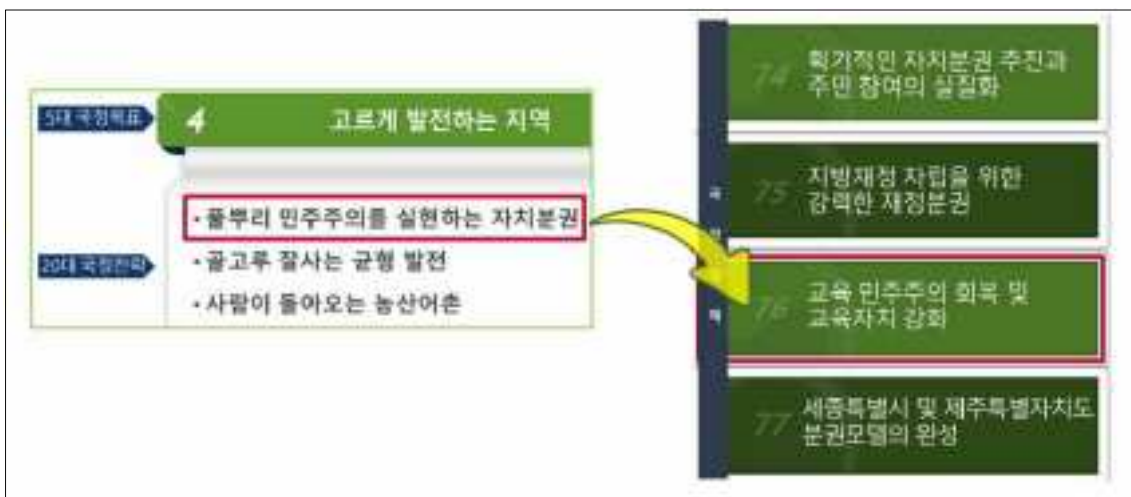 5대 국정목표
4 고르게 발전하는 지역
20대 국정전략
• 풀뿌리 민주주의를 실현하는 자치분권
• 골고루 잘사는 균형 발전
• 사람이 돌아오는 농산어촌
74 획기적인 자치분권 추진과
주민 참여의 실질화
75 지방재정 자립을 위한
강력한 재정분권
76 교육 민주주의 회복 및
교육자치 강화
77 세종특별시 및 제주특별자치도
분권모델의 완성